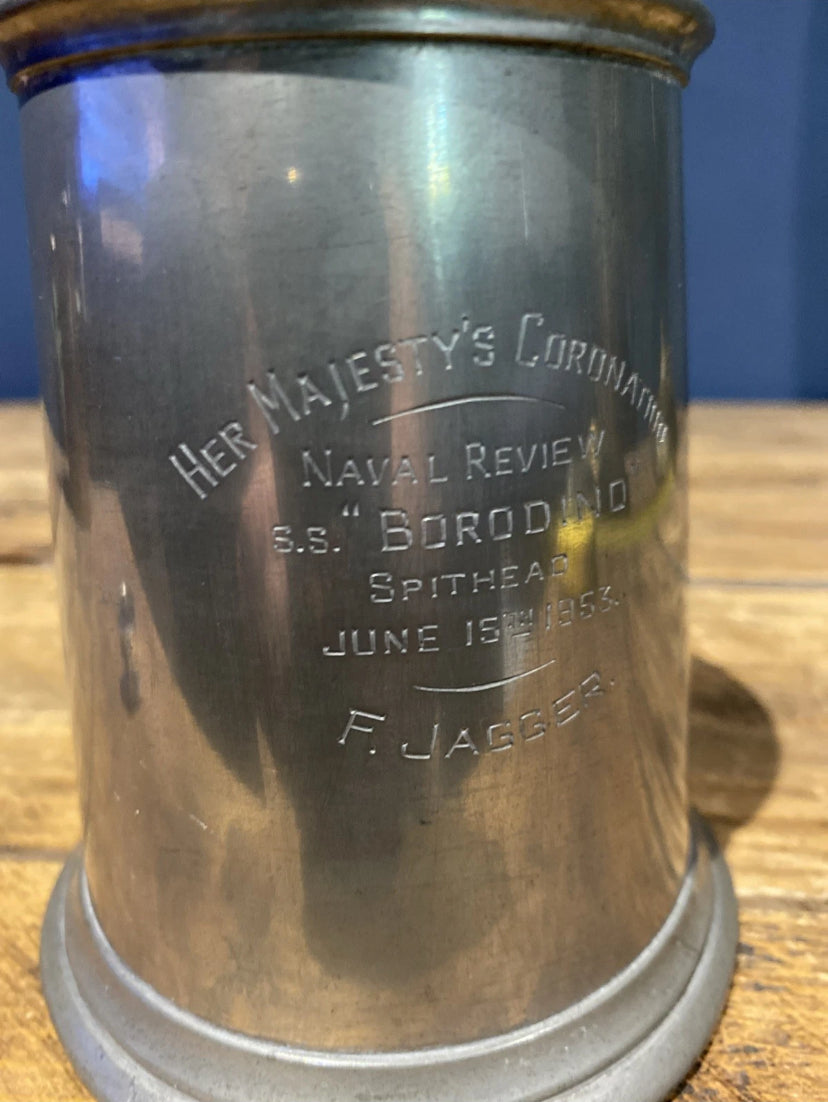 HER MAJESTY'S CORONATION
NAVAL REVIEW
S.S. "BORODINO"
SPITHEAD
JUNE 15TH 1953.
F. JAGGER.